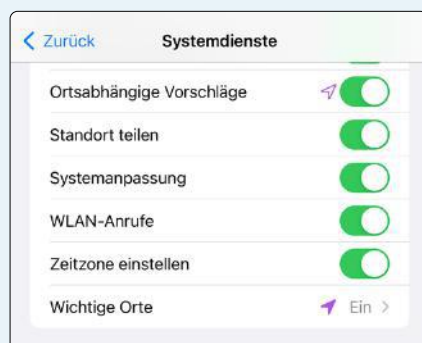 Zurück Systemdienste
Ortsabhängige Vorschläge
Standort teilen
Systemanpassung
WLAN-Anrufe
Zeitzone einstellen
Wichtige Orte Ein